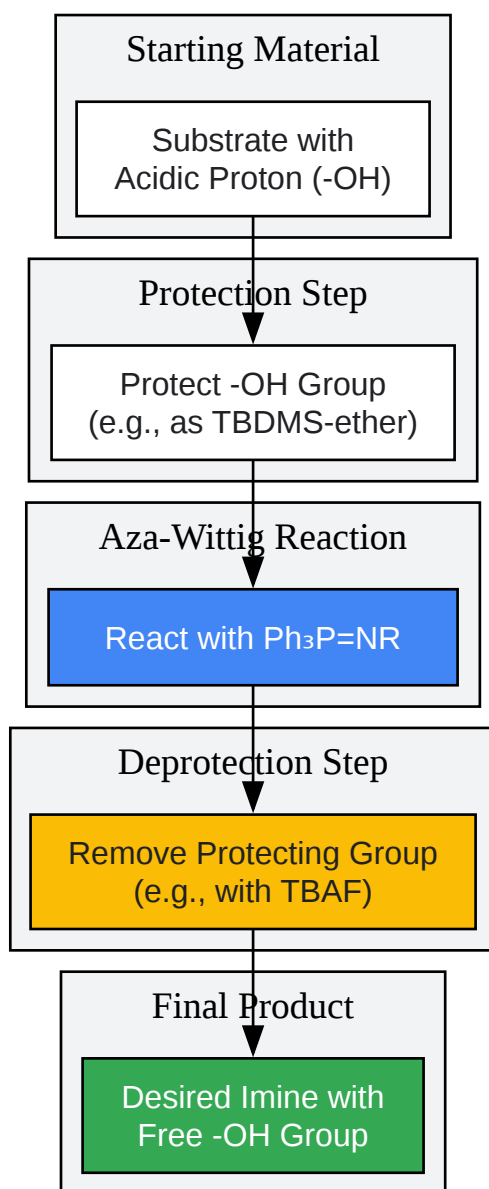 Starting Material
Substrate with
Acidic Proton (-OH)
Protection Step
Protect -OH Group
(e.g., as TBDMS-ether)
Aza-Wittig Reaction
React with Ph₃P=NR
Deprotection Step
Remove Protecting Group
(e.g., with TBAF)
Final Product
Desired Imine with
Free -OH Group